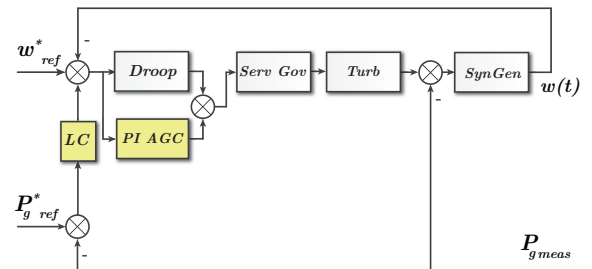 -
w*ref
Droop
Serv Gov
Turb
SynGen
-
w(t)
LC
PI AGC
P*g ref
-
Pg meas